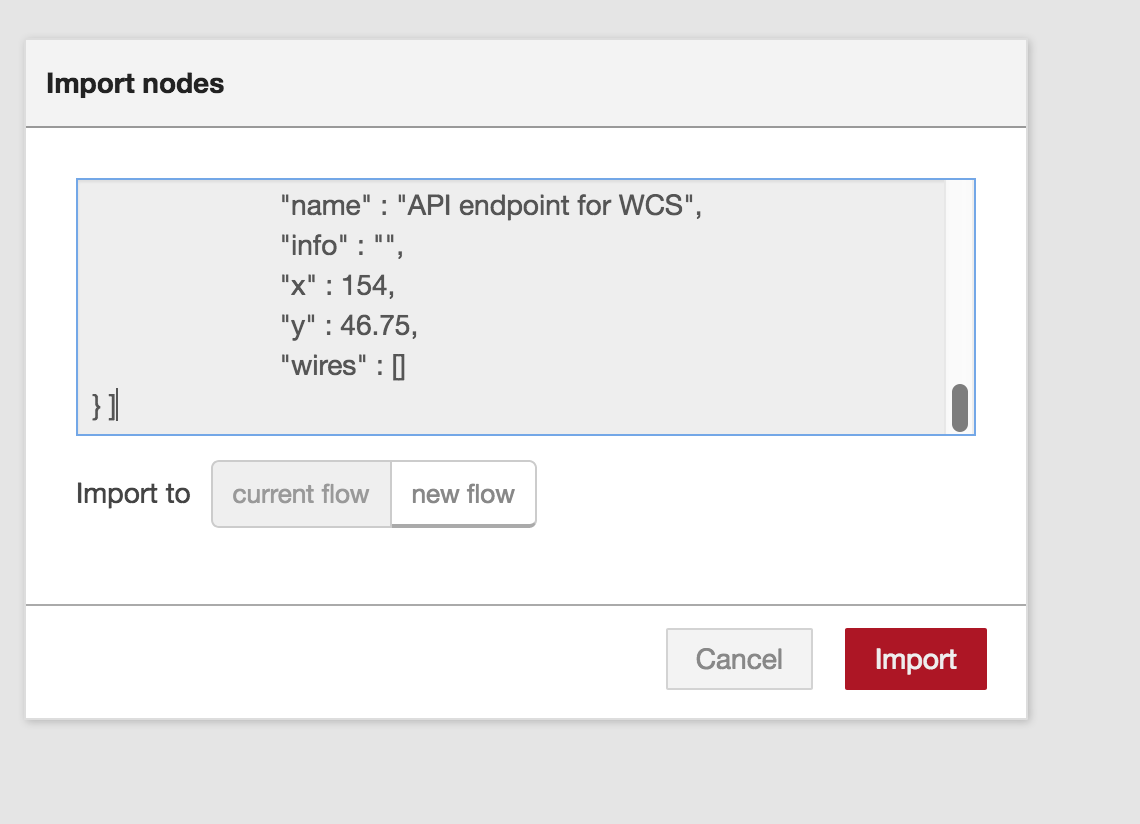 Import nodes
"name" : "API endpoint for WCS",
"info" : "",
"x" : 154,
"y" : 46.75,
"wires" : []
} ]
Import to current flow new flow
Cancel Import